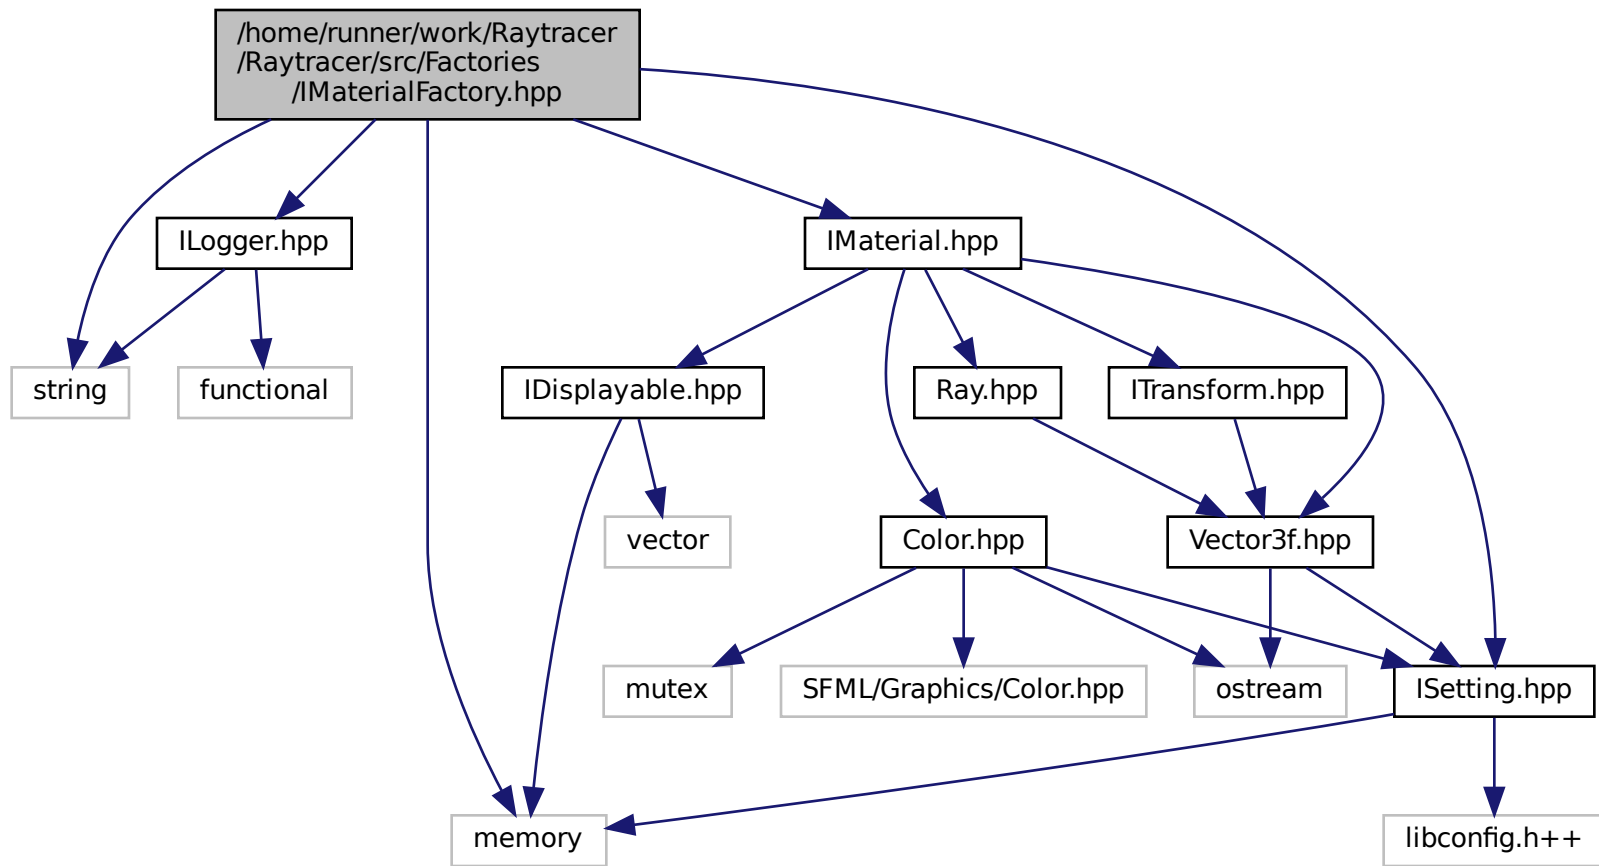 /home/runner/work/Raytracer
/Raytracer/src/Factories
/IMaterialFactory.hpp
ILogger.hpp
IMaterial.hpp
string
functional
IDisplayable.hpp
Ray.hpp
ITransform.hpp
vector
Color.hpp
Vector3f.hpp
mutex
SFML/Graphics/Color.hpp
ostream
ISetting.hpp
memory
libconfig.h++